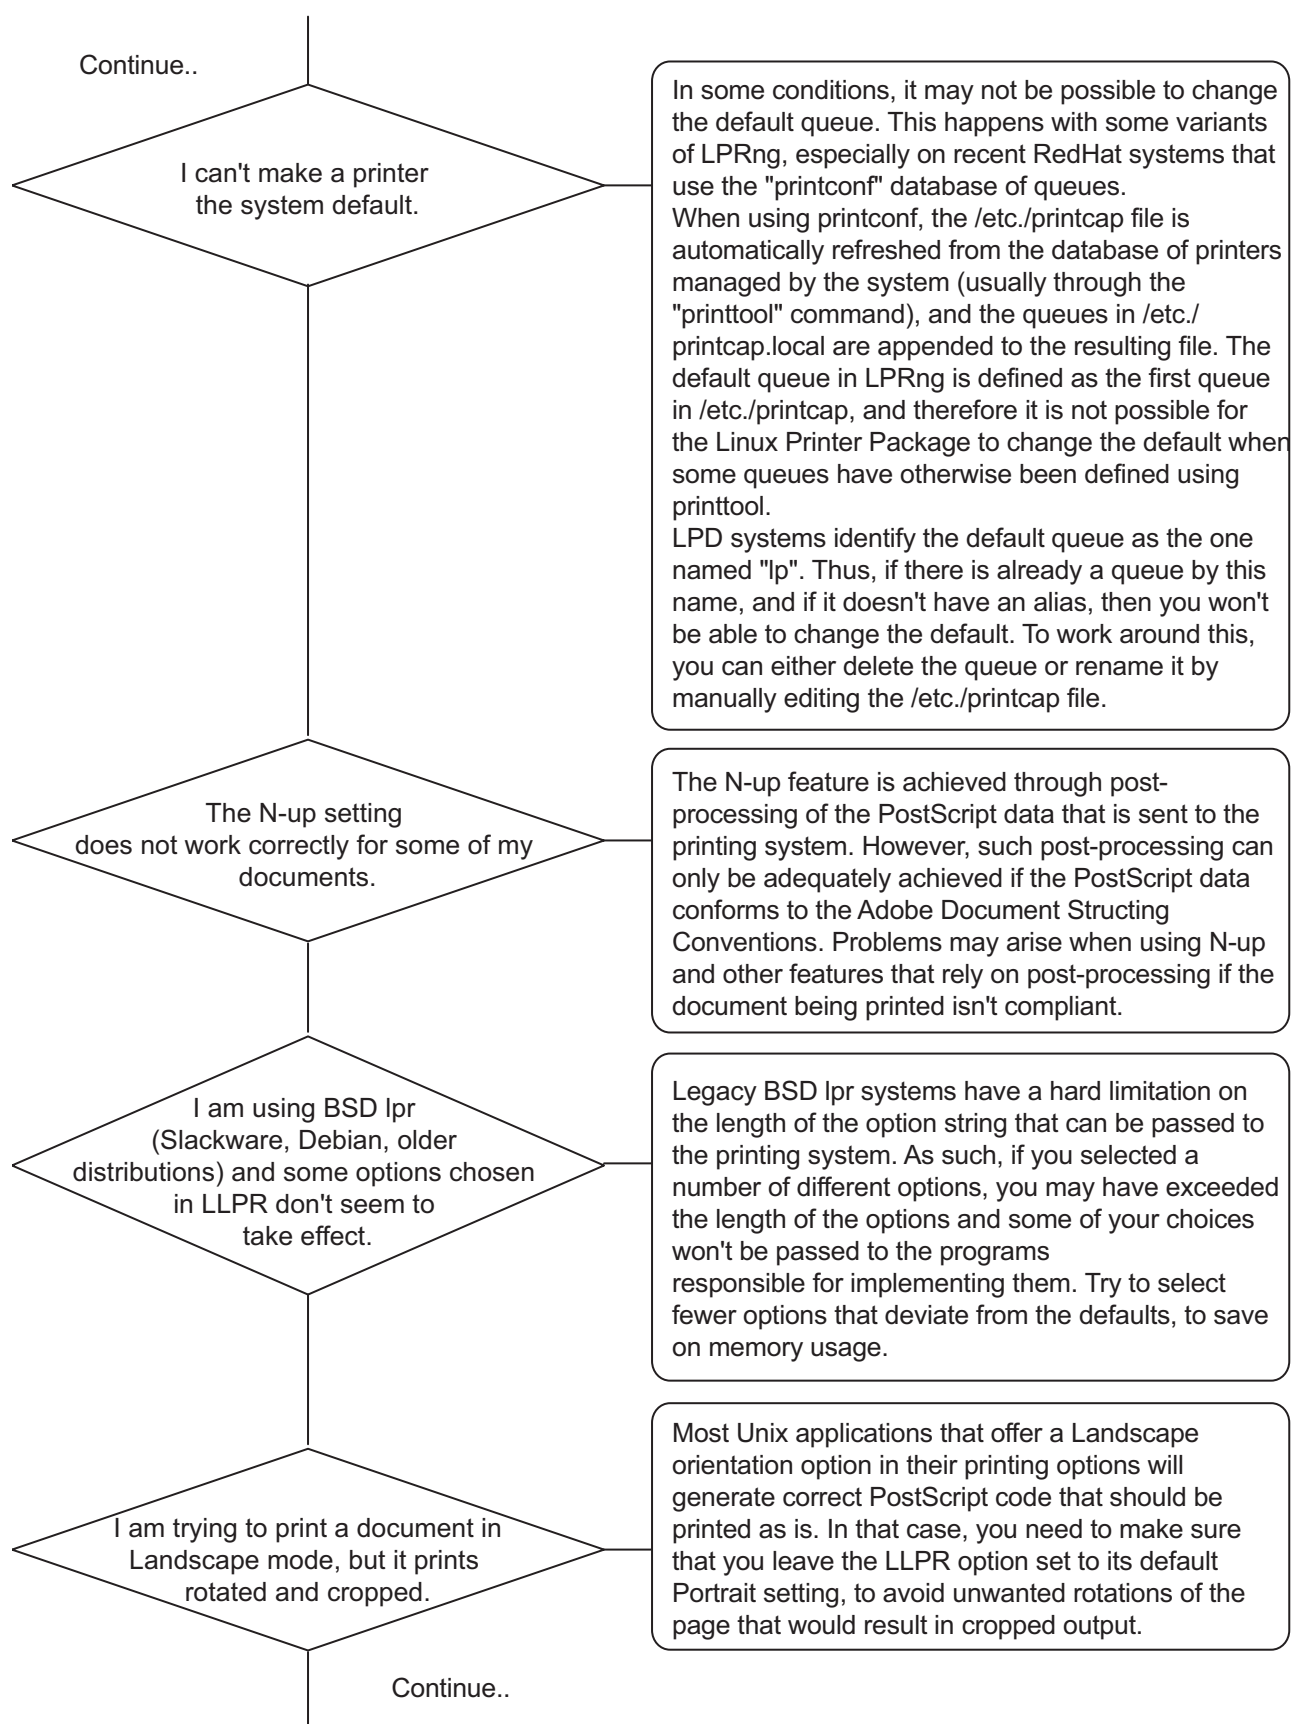 Continue..
I can't make a printer
the system default.
In some conditions, it may not be possible to change
the default queue. This happens with some variants
of LPRng, especially on recent RedHat systems that
use the "printconf" database of queues.
When using printconf, the /etc./printcap file is
automatically refreshed from the database of printers
managed by the system (usually through the
"printtool" command), and the queues in /etc./
printcap.local are appended to the resulting file. The
default queue in LPRng is defined as the first queue
in /etc./printcap, and therefore it is not possible for
the Linux Printer Package to change the default when
some queues have otherwise been defined using
printtool.
LPD systems identify the default queue as the one
named "lp". Thus, if there is already a queue by this
name, and if it doesn't have an alias, then you won't
be able to change the default. To work around this,
you can either delete the queue or rename it by
manually editing the /etc./printcap file.
The N-up setting
does not work correctly for some of my
documents.
The N-up feature is achieved through post-
processing of the PostScript data that is sent to the
printing system. However, such post-processing can
only be adequately achieved if the PostScript data
conforms to the Adobe Document Structing
Conventions. Problems may arise when using N-up
and other features that rely on post-processing if the
document being printed isn't compliant.
I am using BSD lpr
(Slackware, Debian, older
distributions) and some options chosen
in LLPR don't seem to
take effect.
Legacy BSD lpr systems have a hard limitation on
the length of the option string that can be passed to
the printing system. As such, if you selected a
number of different options, you may have exceeded
the length of the options and some of your choices
won't be passed to the programs
responsible for implementing them. Try to select
fewer options that deviate from the defaults, to save
on memory usage.
I am trying to print a document in
Landscape mode, but it prints
rotated and cropped.
Most Unix applications that offer a Landscape
orientation option in their printing options will
generate correct PostScript code that should be
printed as is. In that case, you need to make sure
that you leave the LLPR option set to its default
Portrait setting, to avoid unwanted rotations of the
page that would result in cropped output.
Continue..